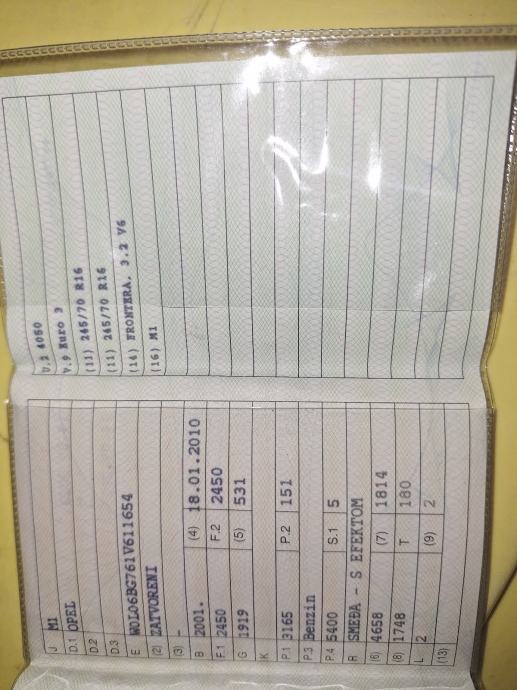 J M1
D.1 OPEL
D.2
D.3
E W0L06BG761V611654
(2) ZATVORENI
(3) -
B 2001. (4) 18.01.2010
F.1 2450 F.2 2450
G 1919 (5) 531
K
P.1 3165 P.2 151
P.3 Benzin
P.4 5400 S.1 5
R SMEĐA - S EFEKTOM
(6) 4658 (7) 1814
(8) 1748 T 180
L 2 (9) 2
(13)
V.2 4050
V.9 Euro 3
(11) 245/70 R16
(11) 245/70 R16
(14) FRONTERA. 3.2 V6
(16) M1